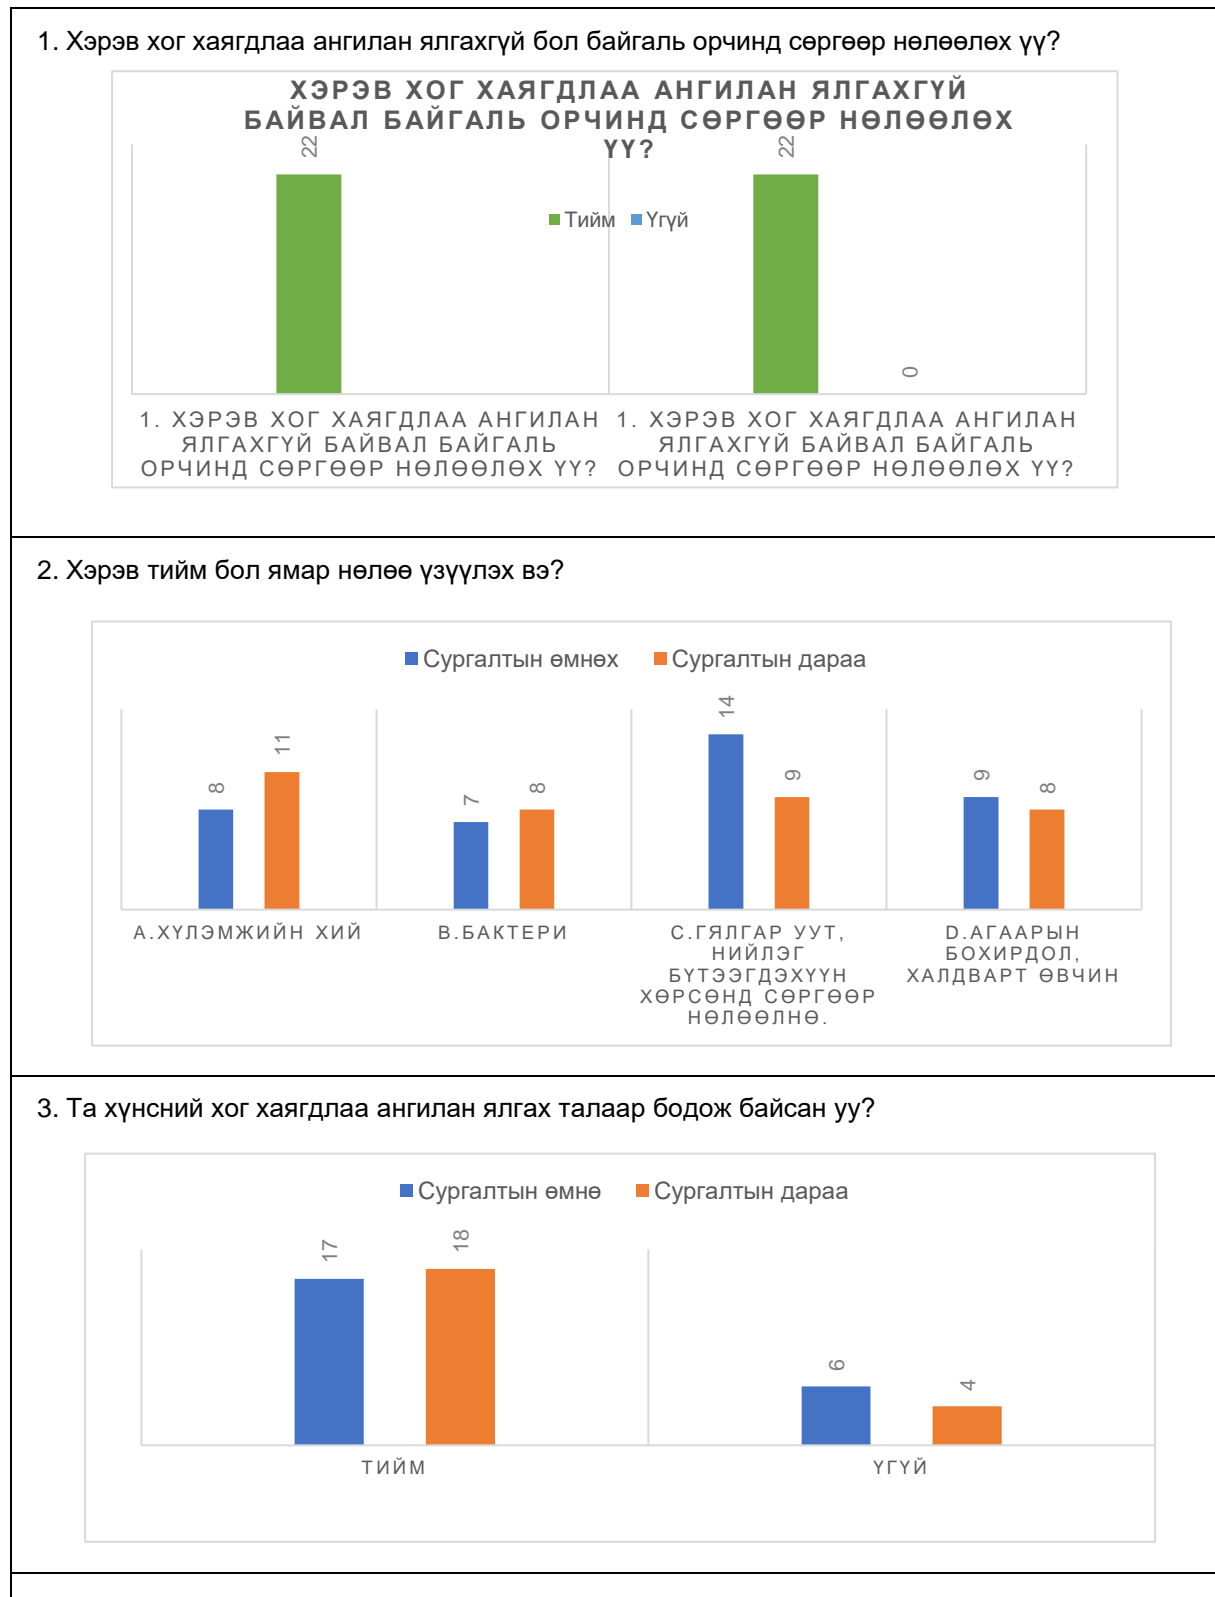 1. Хэрэв хог хаягдлаа ангилан ялгахгүй бол байгаль орчинд сөргөөр нөлөөлөх үү?
ХЭРЭВ ХОГ ХАЯГДЛАА АНГИЛАН ЯЛГАХГҮЙ
БАЙВАЛ БАЙГАЛЬ ОРЧИНД СӨРГӨӨР НӨЛӨӨЛӨХ
ҮҮ?
22
22
Тийм Үгүй
0
1. ХЭРЭВ ХОГ ХАЯГДЛАА АНГИЛАН
ЯЛГАХГҮЙ БАЙВАЛ БАЙГАЛЬ
ОРЧИНД СӨРГӨӨР НӨЛӨӨЛӨХ ҮҮ?
1. ХЭРЭВ ХОГ ХАЯГДЛАА АНГИЛАН
ЯЛГАХГҮЙ БАЙВАЛ БАЙГАЛЬ
ОРЧИНД СӨРГӨӨР НӨЛӨӨЛӨХ ҮҮ?
2. Хэрэв тийм бол ямар нөлөө үзүүлэх вэ?
Сургалтын өмнөх Сургалтын дараа
8
11
7
8
14
9
9
8
A.ХҮЛЭМЖИЙН ХИЙ
B.БАКТЕРИ
C.ГЯЛГАР УУТ,
НИЙЛЭГ
БҮТЭЭГДЭХҮҮН
ХӨРСӨНД СӨРГӨӨР
НӨЛӨӨЛНӨ.
D.АГААРЫН
БОХИРДОЛ,
ХАЛДВАРТ ӨВЧИН
3. Та хүнсний хог хаягдлаа ангилан ялгах талаар бодож байсан уу?
Сургалтын өмнө Сургалтын дараа
17
18
6
4
ТИЙМ
ҮГҮЙ